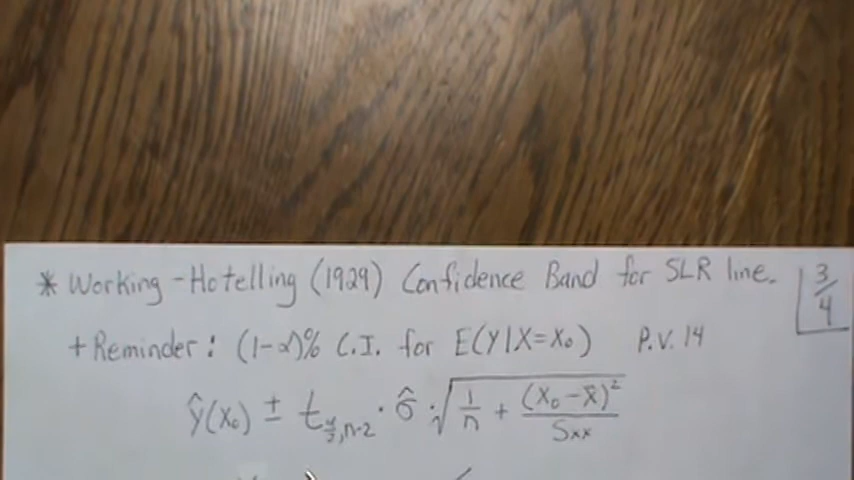 * Working-Hotelling (1929) Confidence Band for SLR line.
3/4
+ Reminder: (1-α)% C.I. for E(Y|X=X₀) P.V. 14
Ŷ(X₀) ± t_{α/2, n-2} · σ̂ · √(1/n + (X₀-X̄)²/Sxx)